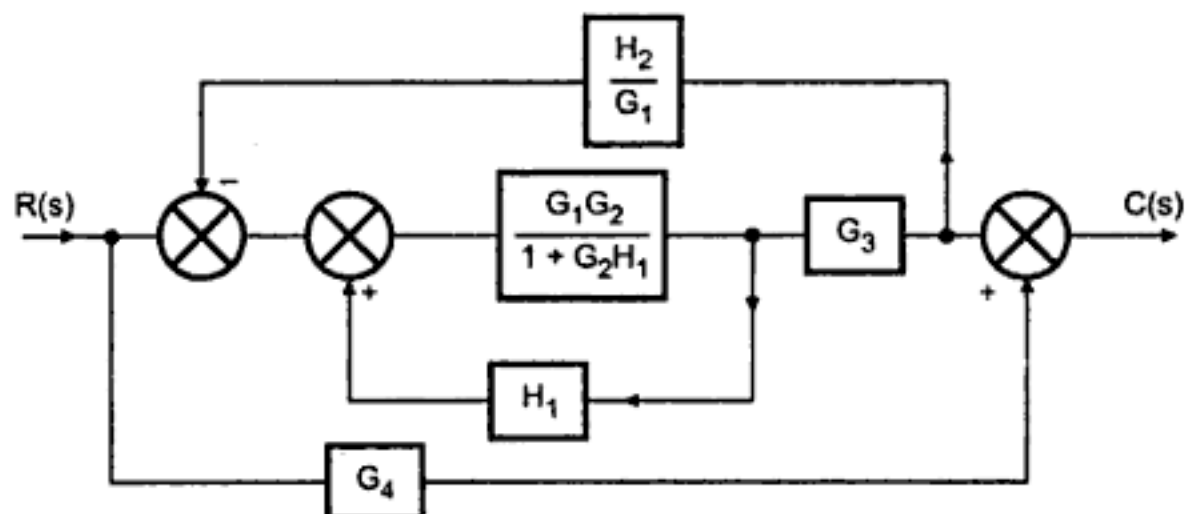 H₂
G₁
R(s)
−
G₁G₂
1 + G₂H₁
G₃
C(s)
+
+
H₁
G₄